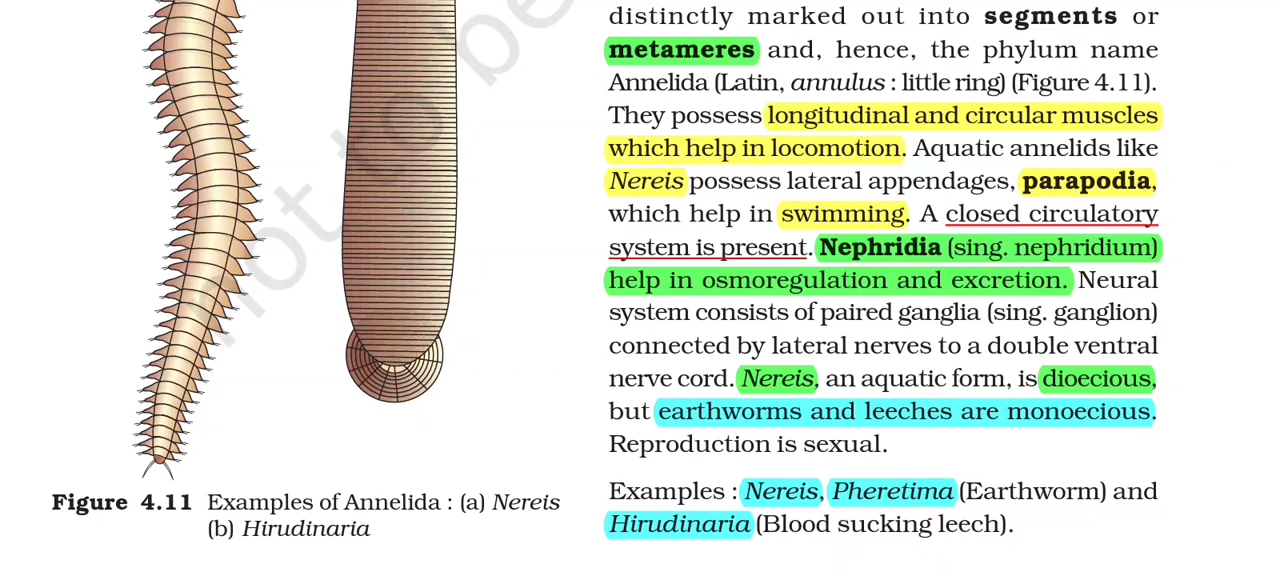 distinctly marked out into segments or
metameres and, hence, the phylum name
Annelida (Latin, annulus : little ring) (Figure 4.11).
They possess longitudinal and circular muscles
which help in locomotion. Aquatic annelids like
Nereis possess lateral appendages, parapodia,
which help in swimming. A closed circulatory
system is present. Nephridia (sing. nephridium)
help in osmoregulation and excretion. Neural
system consists of paired ganglia (sing. ganglion)
connected by lateral nerves to a double ventral
nerve cord. Nereis, an aquatic form, is dioecious,
but earthworms and leeches are monoecious.
Reproduction is sexual.
Examples : Nereis, Pheretima (Earthworm) and
Hirudinaria (Blood sucking leech).
Figure 4.11 Examples of Annelida : (a) Nereis
(b) Hirudinaria
not to be